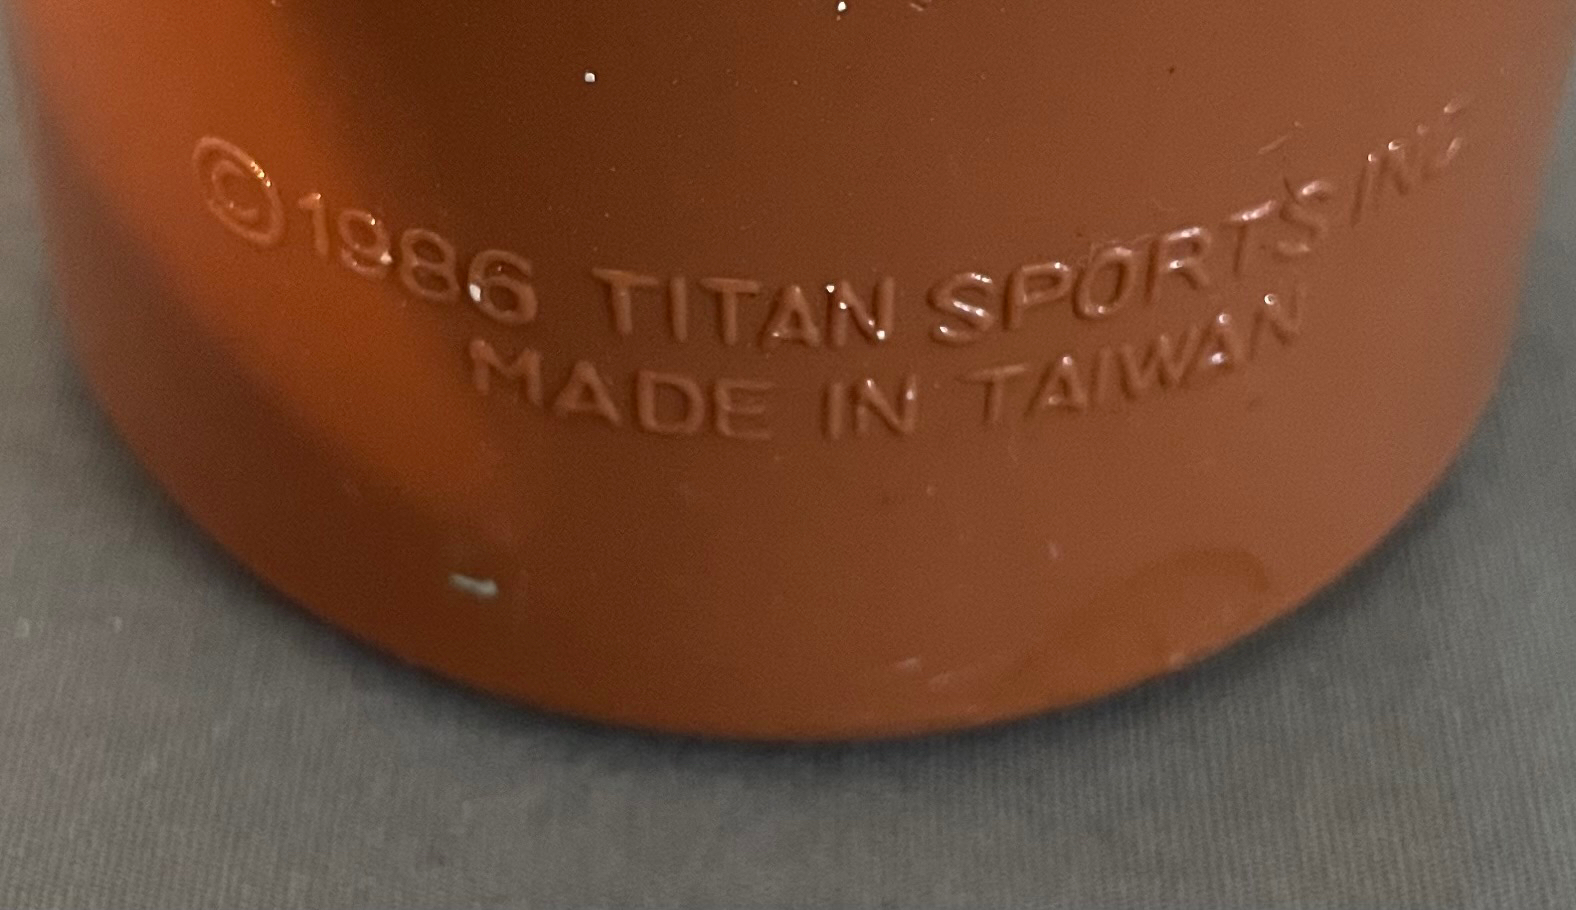 ©1986 TITAN SPORTS INC
MADE IN TAIWAN